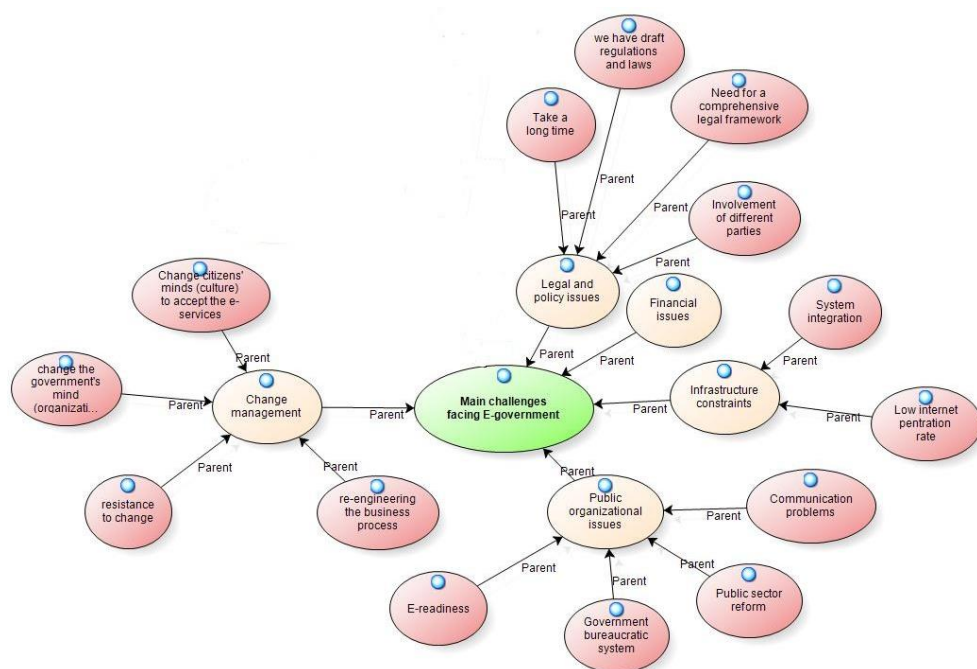 we have draft
regulations
and laws
Need for a
comprehensive
legal framework
Take a
long time
Parent
Parent
Parent
Involvement
of different
parties
Parent
Legal and
policy issues
Financial
issues
System
integration
Change citizens'
minds (culture)
to accept the e-
services
Parent
Parent
Parent
Parent
change the
government's
mind
(organizati...
Parent
Change
management
Parent
Main challenges
facing E-government
Parent
Infrastructure
constraints
Parent
Low internet
pentration
rate
Parent
Parent
resistance
to change
re-engineering
the business
process
Parent
Public
organizational
issues
Parent
Communication
problems
E-readiness
Parent
Parent
Parent
Government
bureaucratic
system
Public sector
reform